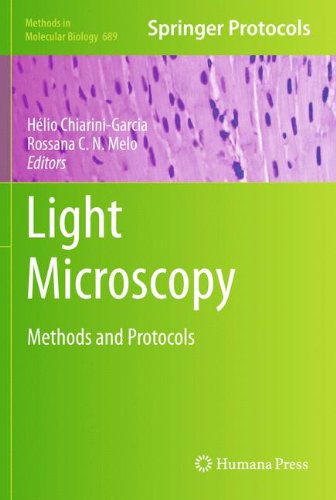 Methods in
Molecular Biology 689
Springer Protocols
Hélio Chiarini-Garcia
Rossana C. N. Melo
Editors
Light
Microscopy
Methods and Protocols
Humana Press